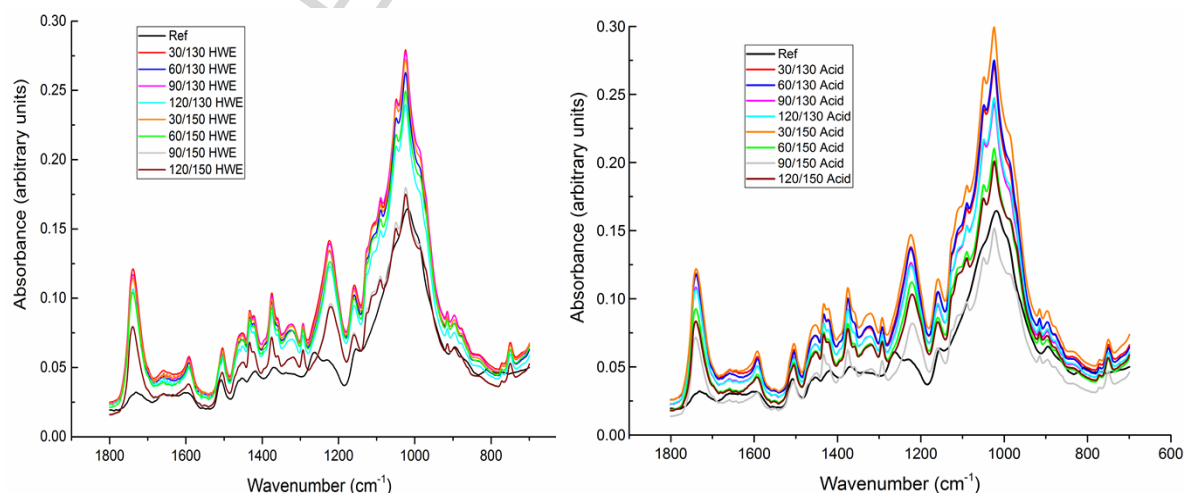 0.30
0.25
0.20
0.15
0.10
0.05
0.00
Absorbance (arbitrary units)
Ref
30/130 HWE
60/130 HWE
90/130 HWE
120/130 HWE
30/150 HWE
60/150 HWE
90/150 HWE
120/150 HWE
1800 1600 1400 1200 1000 800
Wavenumber (cm-1)
0.30
0.25
0.20
0.15
0.10
0.05
0.00
Absorbance (arbitrary units)
Ref
30/130 Acid
60/130 Acid
90/130 Acid
120/130 Acid
30/150 Acid
60/150 Acid
90/150 Acid
120/150 Acid
1800 1600 1400 1200 1000 800 600
Wavenumber (cm-1)